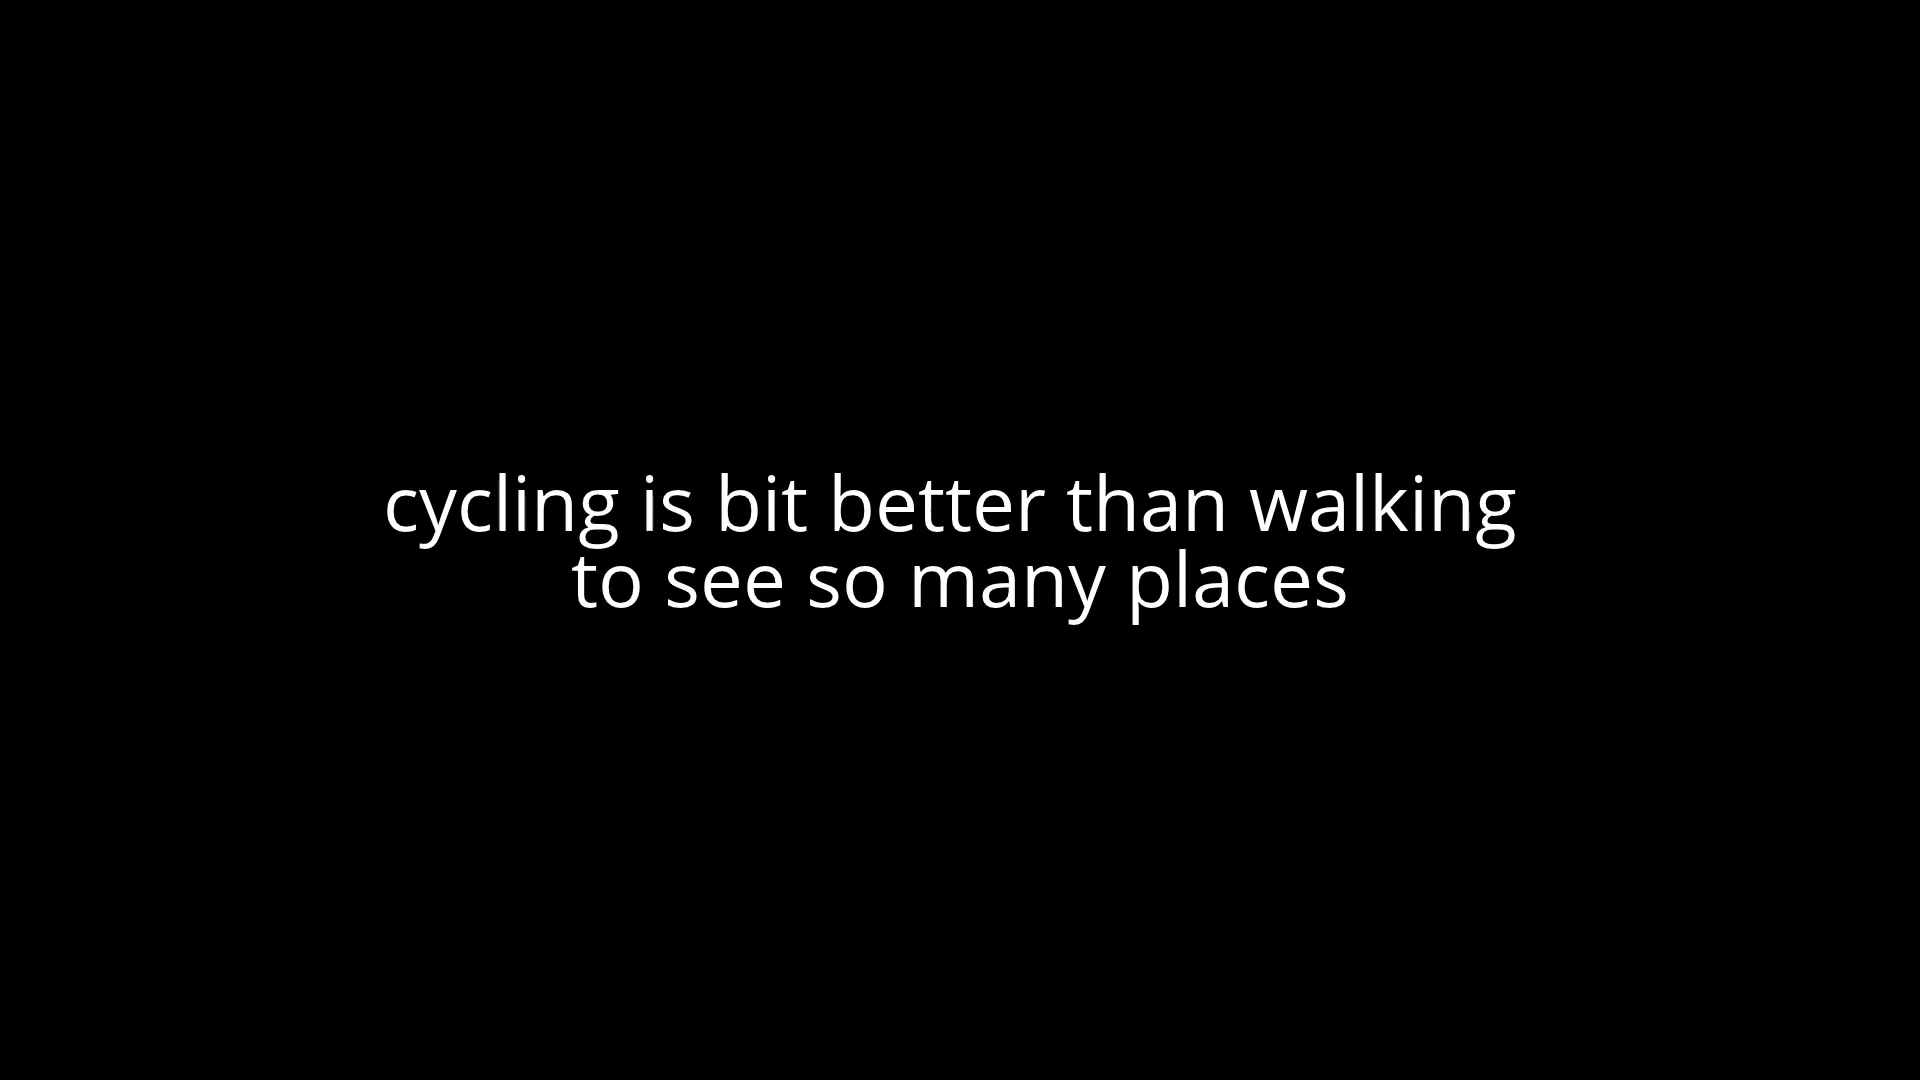 cycling is bit better than walking
to see so many places